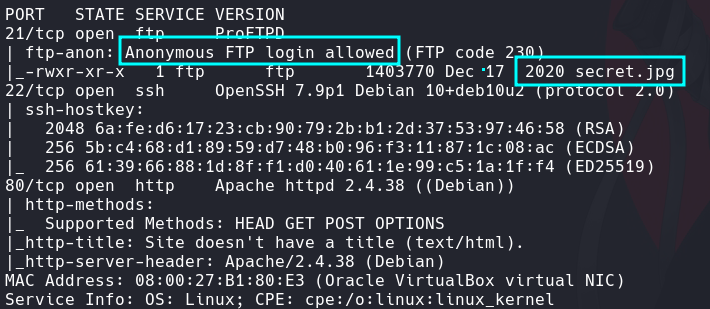 PORT   STATE SERVICE VERSION
21/tcp open  ftp     ProFTPD
| ftp-anon: Anonymous FTP login allowed (FTP code 230)
|_-rwxr-xr-x   1 ftp      ftp       1403770 Dec 17  2020 secret.jpg
22/tcp open  ssh     OpenSSH 7.9p1 Debian 10+deb10u2 (protocol 2.0)
| ssh-hostkey:
|   2048 6a:fe:d6:17:23:cb:90:79:2b:b1:2d:37:53:97:46:58 (RSA)
|   256 5b:c4:68:d1:89:59:d7:48:b0:96:f3:11:87:1c:08:ac (ECDSA)
|_  256 61:39:66:88:1d:8f:f1:d0:40:61:1e:99:c5:1a:1f:f4 (ED25519)
80/tcp open  http    Apache httpd 2.4.38 ((Debian))
| http-methods:
|_  Supported Methods: HEAD GET POST OPTIONS
|_http-title: Site doesn't have a title (text/html).
|_http-server-header: Apache/2.4.38 (Debian)
MAC Address: 08:00:27:B1:80:E3 (Oracle VirtualBox virtual NIC)
Service Info: OS: Linux; CPE: cpe:/o:linux:linux_kernel